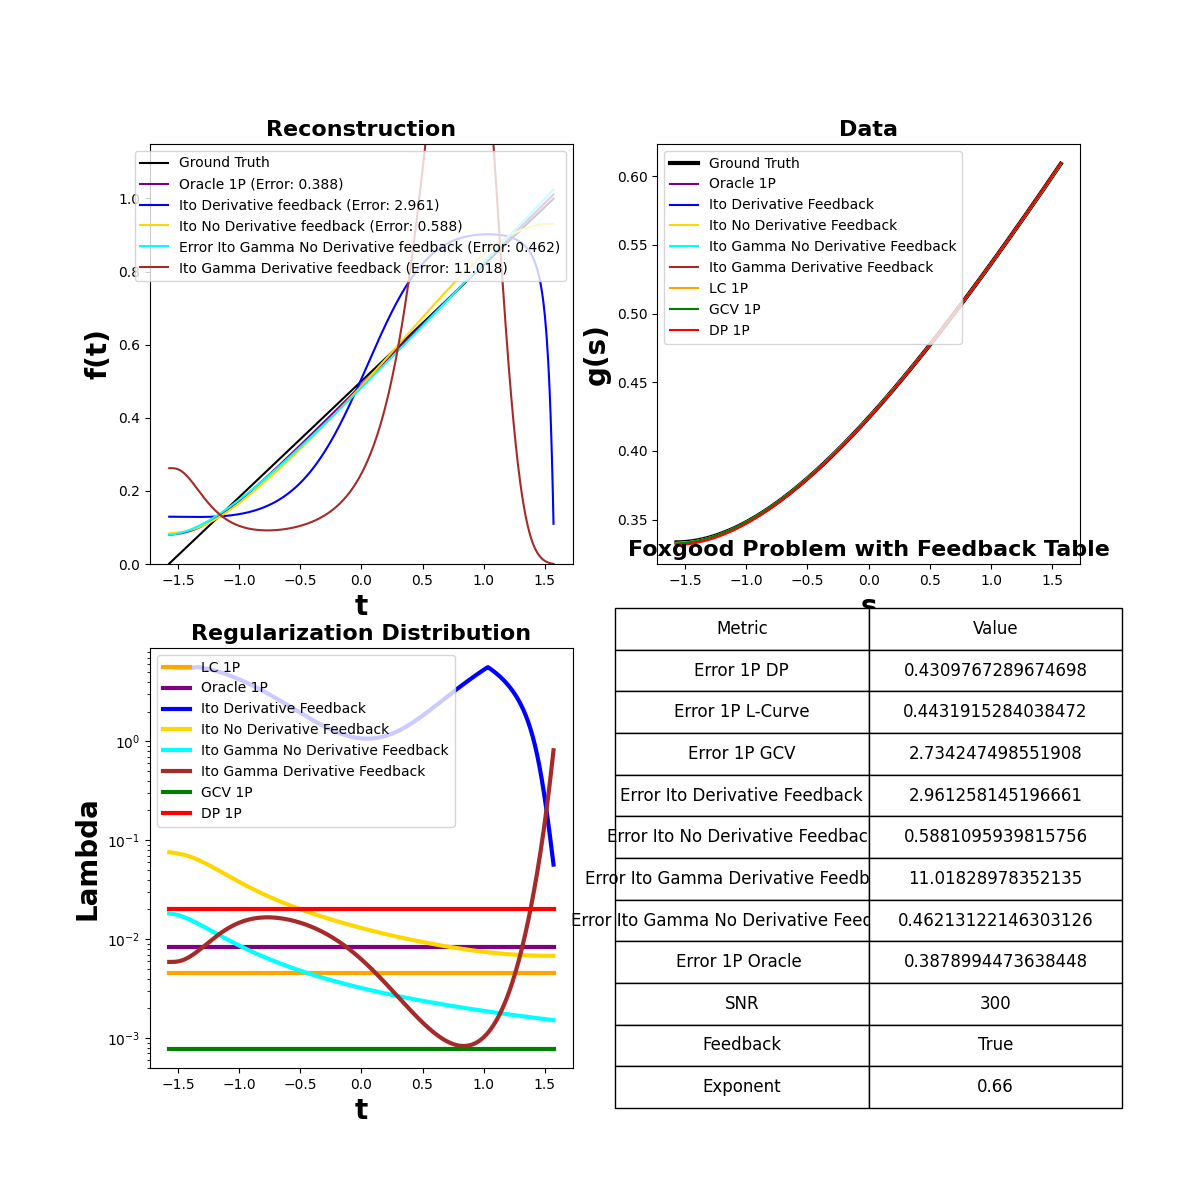 Reconstruction
Ground Truth
Oracle 1P (Error: 0.388)
Ito Derivative feedback (Error: 2.961)
Ito No Derivative feedback (Error: 0.588)
Error Ito Gamma No Derivative feedback (Error: 0.462)
Ito Gamma Derivative feedback (Error: 11.018)
f(t)
1.0
0.8
0.6
0.4
0.2
0.0
−1.5 −1.0 −0.5 0.0 0.5 1.0 1.5
t
Data
Ground Truth
Oracle 1P
Ito Derivative Feedback
Ito No Derivative Feedback
Ito Gamma No Derivative Feedback
Ito Gamma Derivative Feedback
LC 1P
GCV 1P
DP 1P
g(s)
0.60
0.55
0.50
0.45
0.40
0.35
−1.5 −1.0 −0.5 0.0 0.5 1.0 1.5
s
Regularization Distribution
LC 1P
Oracle 1P
Ito Derivative Feedback
Ito No Derivative Feedback
Ito Gamma No Derivative Feedback
Ito Gamma Derivative Feedback
GCV 1P
DP 1P
Lambda
10⁰
10⁻¹
10⁻²
10⁻³
−1.5 −1.0 −0.5 0.0 0.5 1.0 1.5
t
Foxgood Problem with Feedback Table
Metric Value
Error 1P DP 0.4309767289674698
Error 1P L-Curve 0.4431915284038472
Error 1P GCV 2.734247498551908
Error Ito Derivative Feedback 2.961258145196661
Error Ito No Derivative Feedbac 0.5881095939815756
Error Ito Gamma Derivative Feedb 11.01828978352135
Error Ito Gamma No Derivative Feec 0.46213122146303126
Error 1P Oracle 0.3878994473638448
SNR 300
Feedback True
Exponent 0.66